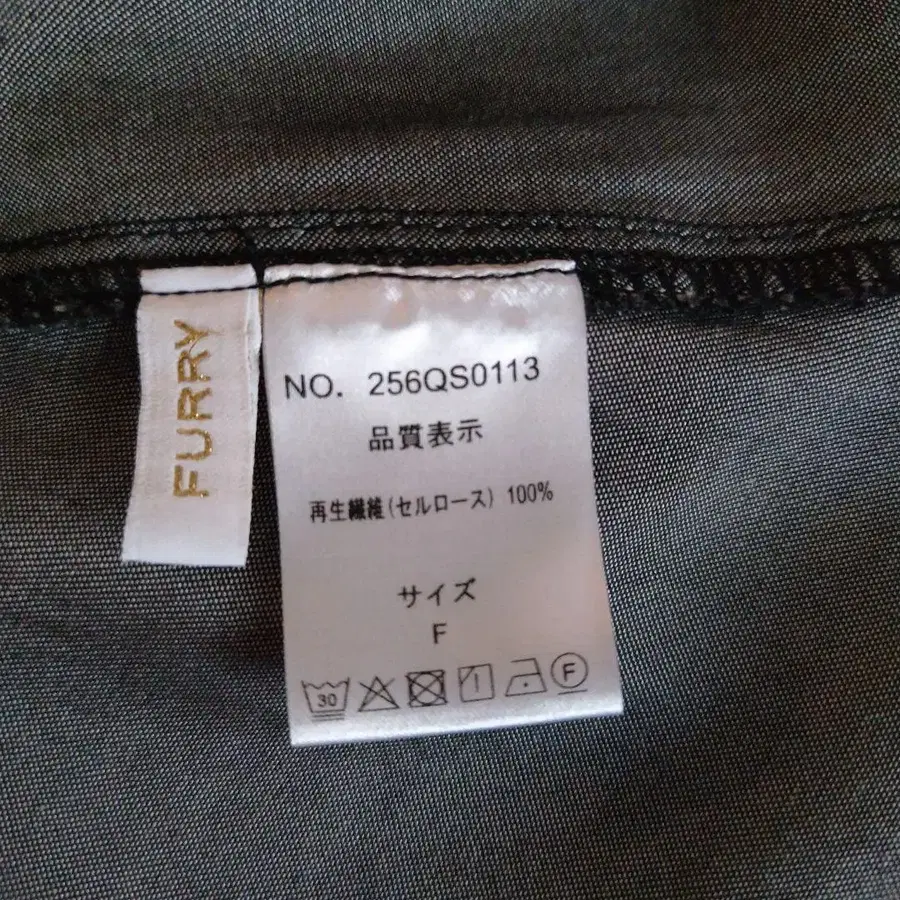 FURRY
NO. 256QS0113
品質表示
再生繊維(セルロース) 100%
サイズ
F
30
F